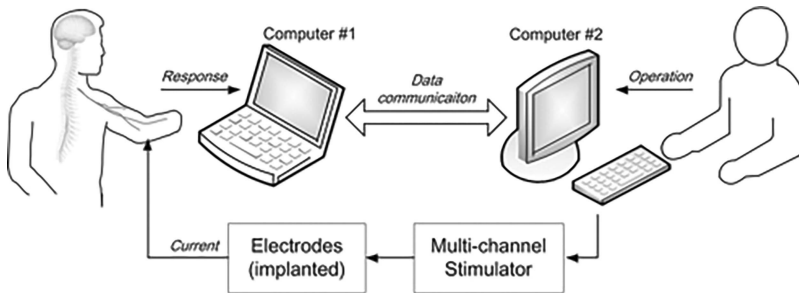 Computer #1
Computer #2
Response
Data
communicaiton
Operation
Current
Electrodes
(implanted)
Multi-channel
Stimulator